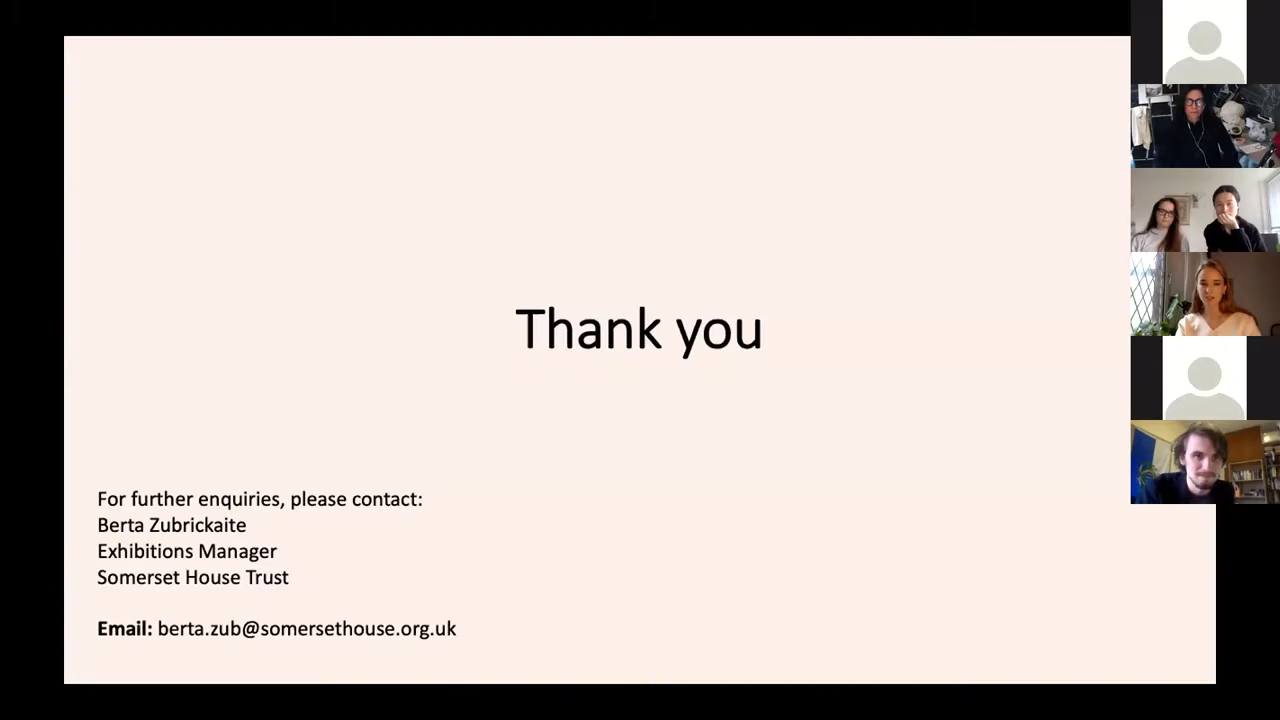 Thank you
For further enquiries, please contact:
Berta Zubrickaite
Exhibitions Manager
Somerset House Trust
Email: berta.zub@somersethouse.org.uk